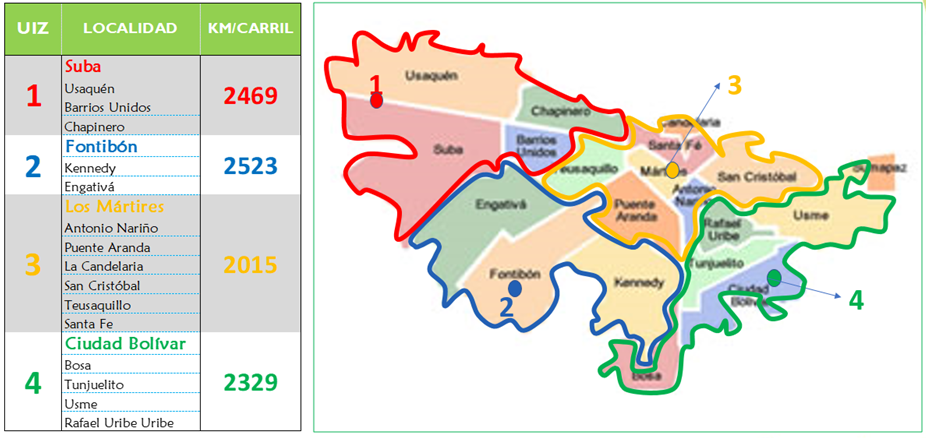 UIZ LOCALIDAD KM/CARRIL
1 Suba 2469
Usaquén
Barrios Unidos
Chapinero
2 Fontibón 2523
Kennedy
Engativá
3 Los Mártires 2015
Antonio Nariño
Puente Aranda
La Candelaria
San Cristóbal
Teusaquillo
Santa Fe
4 Ciudad Bolívar 2329
Bosa
Tunjuelito
Usme
Rafael Uribe Uribe
Usaquén
1
3
Chapinero
Candelaria
Suba
Barrios
Unidos
Santa Fé
Teusaquillo
Mártires
San Cristóbal
Sumapaz
Antonio
Nariño
Engativá
Puente
Aranda
Rafael
Uribe
Usme
Fontibón
Kennedy
Tunjuelito
2
Ciudad
Bolívar
4
Bosa